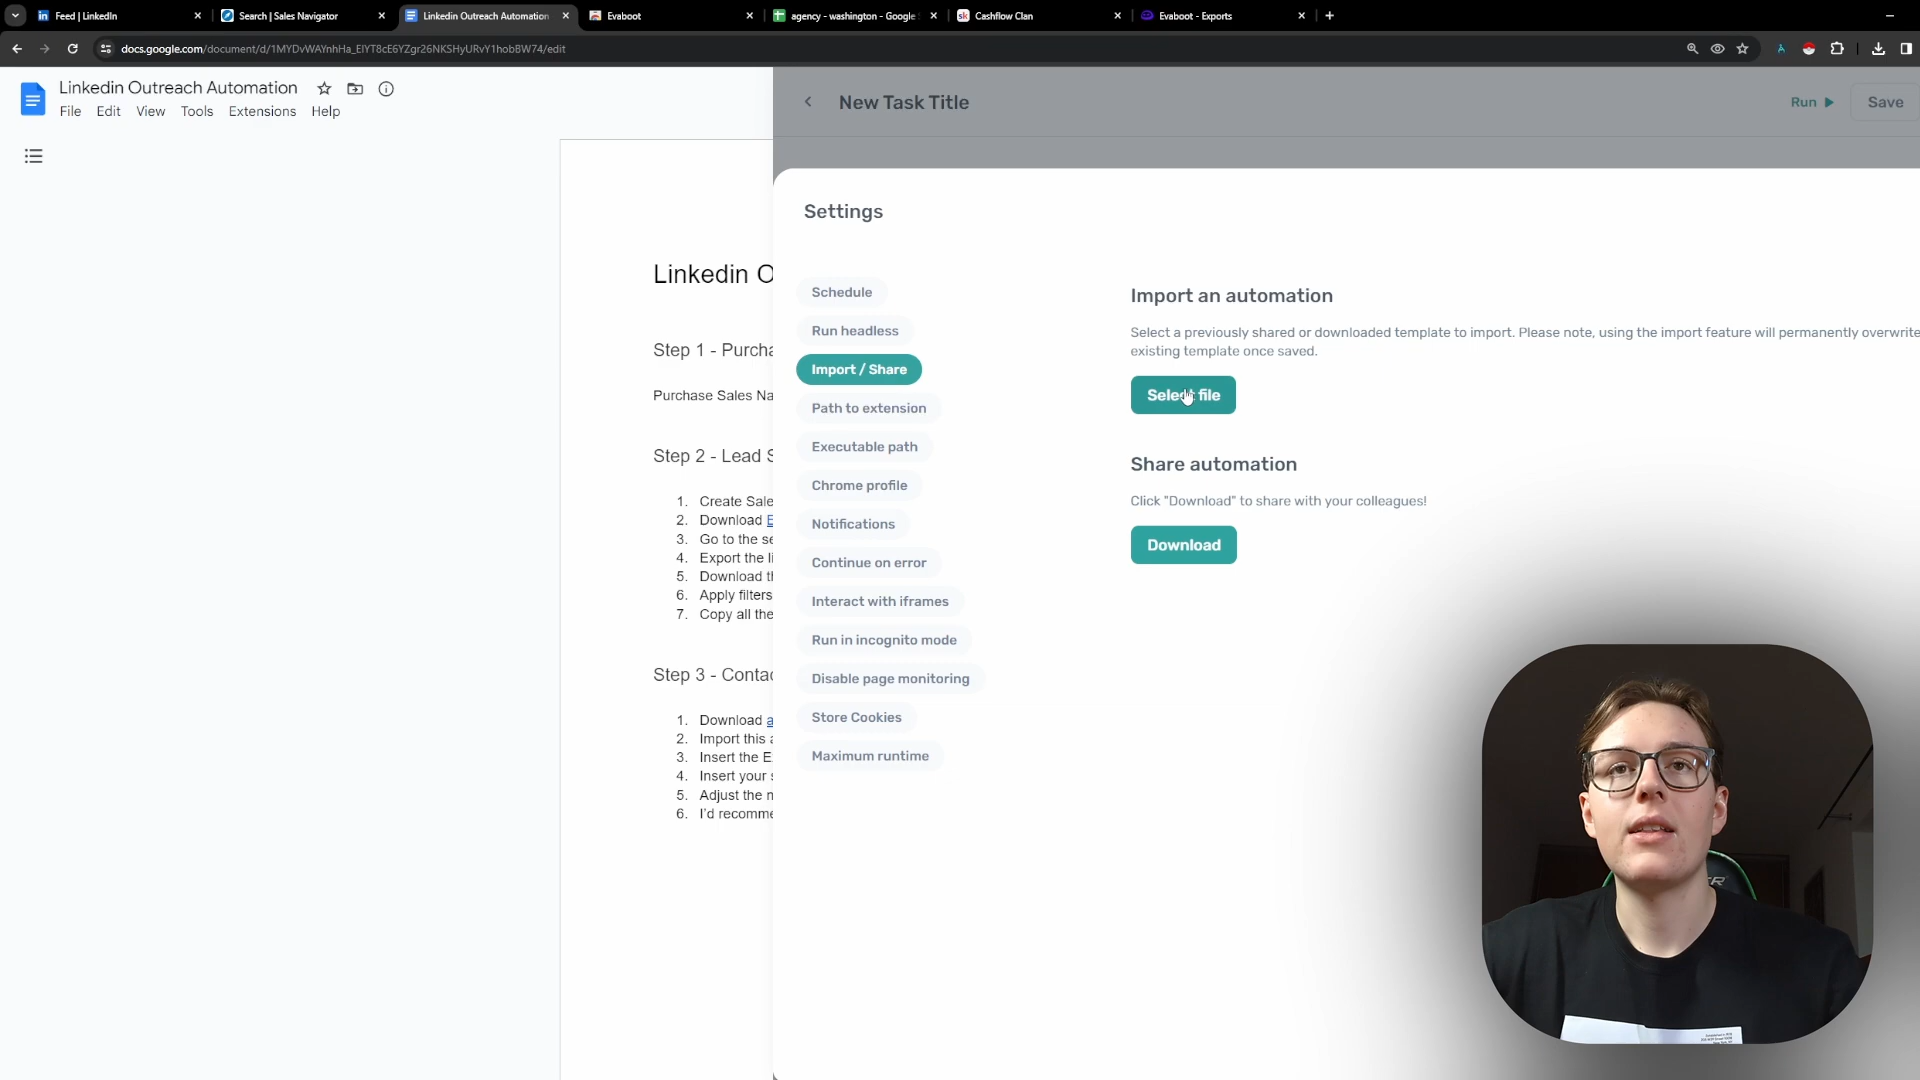 Feed | LinkedIn
Search | Sales Navigator
Linkedin Outreach Automation
Evaboot
agency - washington - Google
Cashflow Clan
Evaboot - Exports
docs.google.com/document/d/1MYDvWAYnhHa_EIYT8cE6YZgr26NKSHyURvY1hobBW74/edit
Linkedin Outreach Automation
File Edit View Tools Extensions Help
Linkedin O
Step 1 - Purcha
Purchase Sales Na
Step 2 - Lead S
1. Create Sale
2. Download E
3. Go to the se
4. Export the li
5. Download th
6. Apply filters
7. Copy all the
Step 3 - Contac
1. Download a
2. Import this a
3. Insert the E
4. Insert your s
5. Adjust the n
6. I'd recomme
New Task Title
Run
Save
Settings
Schedule
Run headless
Import / Share
Path to extension
Executable path
Chrome profile
Notifications
Continue on error
Interact with iframes
Run in incognito mode
Disable page monitoring
Store Cookies
Maximum runtime
Import an automation
Select a previously shared or downloaded template to import. Please note, using the import feature will permanently overwrite
existing template once saved.
Select file
Share automation
Click "Download" to share with your colleagues!
Download